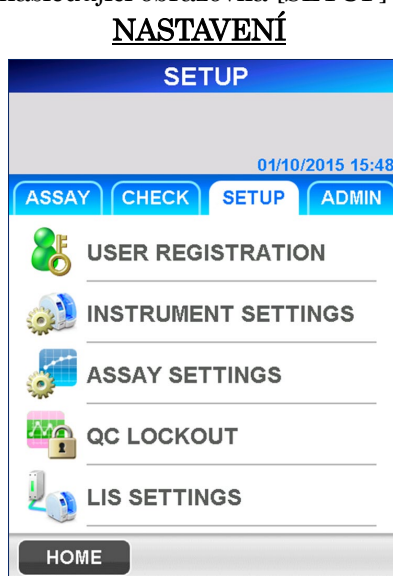 NASTAVENÍ
SETUP
01/10/2015 15:48
ASSAY CHECK SETUP ADMIN
USER REGISTRATION
INSTRUMENT SETTINGS
ASSAY SETTINGS
QC LOCKOUT
LIS SETTINGS
HOME